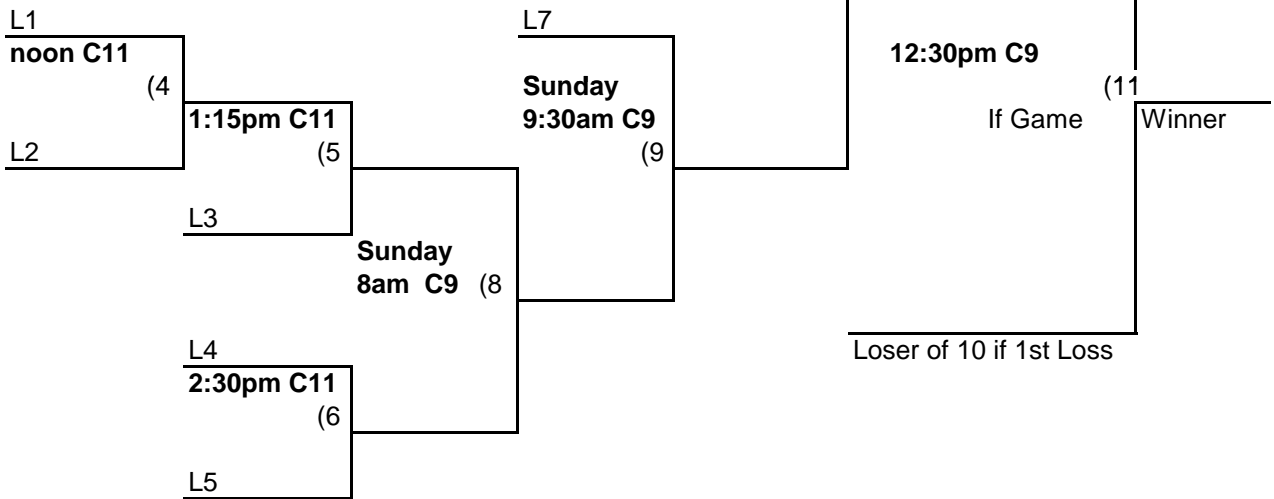 L1
noon C11
(4
L2
1:15pm C11
(5
L3
Sunday
8am C9 (8
L4
2:30pm C11
(6
L5
L7
Sunday
9:30am C9
(9
12:30pm C9
(11
If Game
Winner
Loser of 10 if 1st Loss